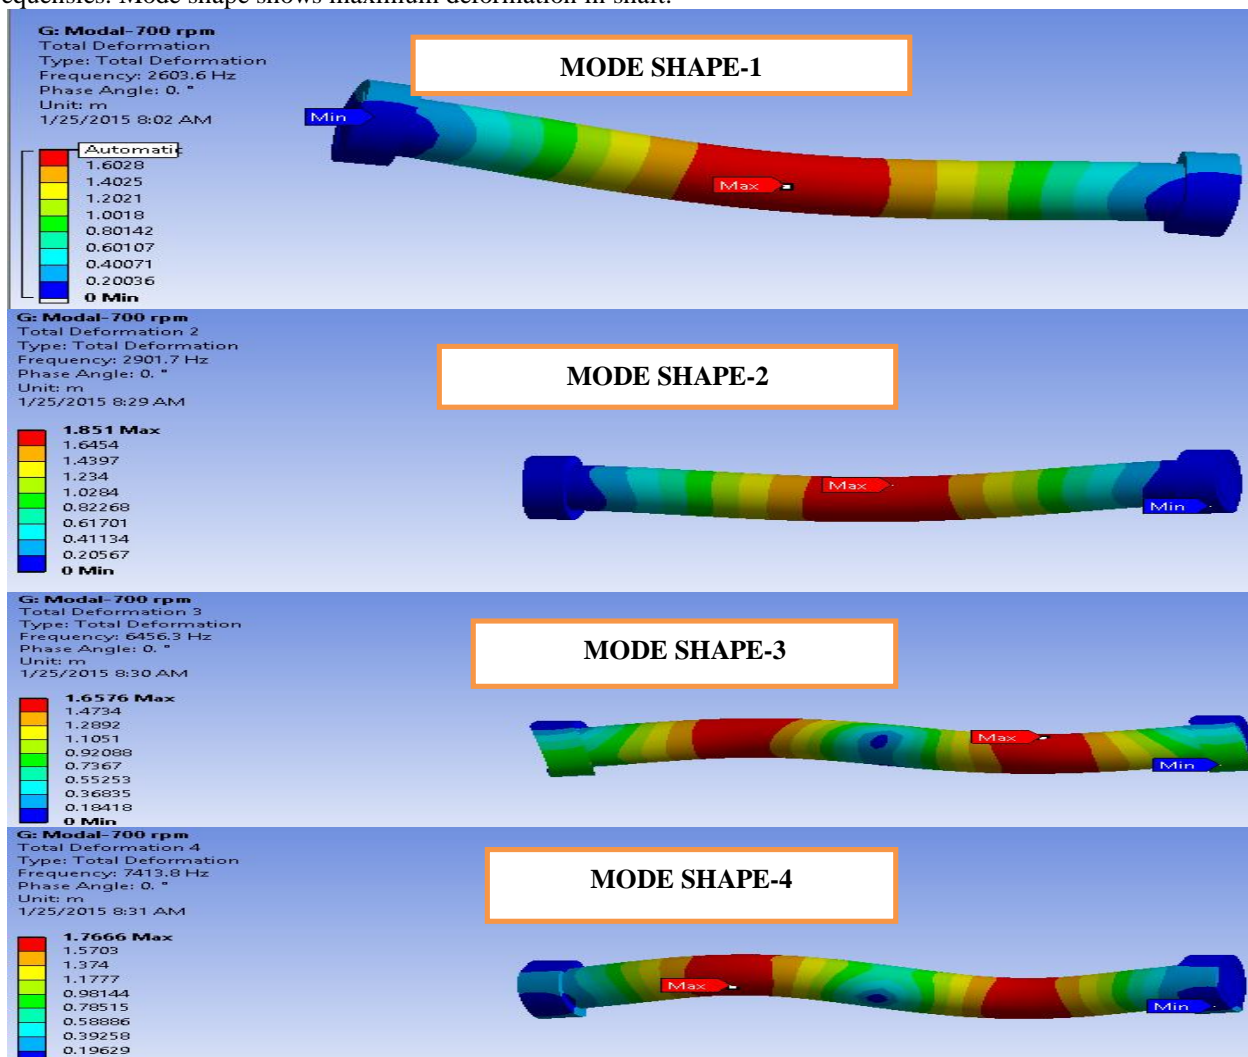 equensies. Mode shape shows maximum deformation in shaft.
G: Modal-700 rpm
Total Deformation
Type: Total Deformation
Frequency: 2603.6 Hz
Phase Angle: 0. °
Unit: m
1/25/2015 8:02 AM
MODE SHAPE-1
Min
Max
Automatic
1.6028
1.4025
1.2021
1.0018
0.80142
0.60107
0.40071
0.20036
0 Min
G: Modal-700 rpm
Total Deformation 2
Type: Total Deformation
Frequency: 2901.7 Hz
Phase Angle: 0. °
Unit: m
1/25/2015 8:29 AM
MODE SHAPE-2
1.851 Max
1.6454
1.4397
1.234
1.0284
0.82268
0.61701
0.41134
0.20567
0 Min
Max
Min
G: Modal-700 rpm
Total Deformation 3
Type: Total Deformation
Frequency: 6456.3 Hz
Phase Angle: 0. °
Unit: m
1/25/2015 8:30 AM
MODE SHAPE-3
1.6576 Max
1.4734
1.2892
1.1051
0.92088
0.7367
0.55253
0.36835
0.18418
0 Min
Max
Min
G: Modal-700 rpm
Total Deformation 4
Type: Total Deformation
Frequency: 7413.8 Hz
Phase Angle: 0. °
Unit: m
1/25/2015 8:31 AM
MODE SHAPE-4
1.7666 Max
1.5703
1.374
1.1777
0.98144
0.78515
0.58886
0.39258
0.19629
Max
Min